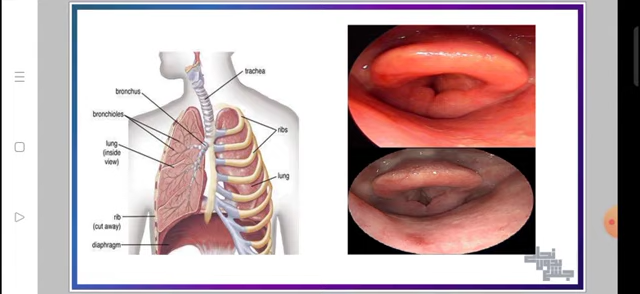 trachea
bronchus
bronchioles
ribs
lung
(inside
view)
lung
rib
(cut away)
diaphragm